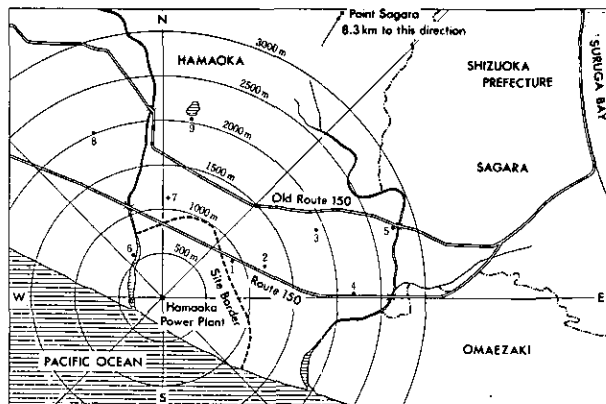 N
Point Sagara
8.3 km to this direction
HAMAOKA
3000 m
2500 m
2000 m
1500 m
1000 m
500 m
SHIZUOKA
PREFECTURE
SURUGA BAY
SAGARA
9
8
7
Old Route 150
3
5
6
1
2
4
Site Border
Route 150
W
Hamaoka
Power Plant
E
PACIFIC OCEAN
OMAEZAKI
S